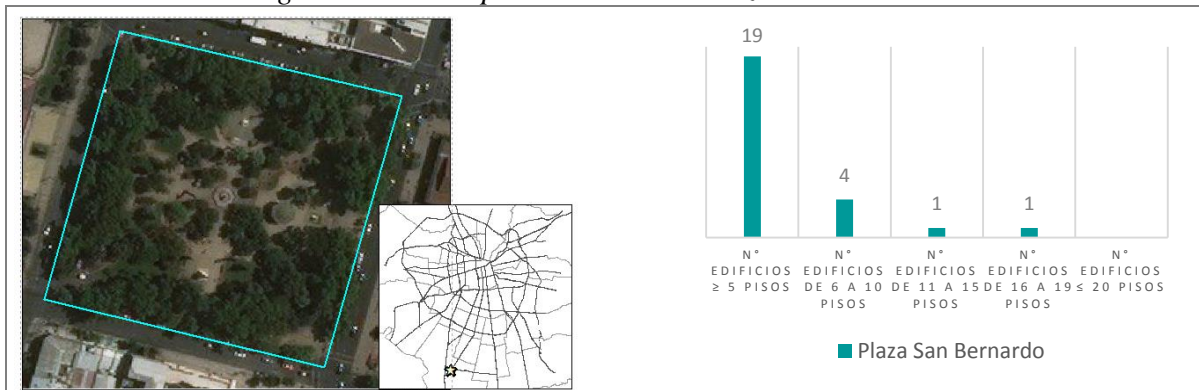 19
4
1
1
N° EDIFICIOS ≥ 5 PISOS
N° EDIFICIOS DE 6 A 10 PISOS
N° EDIFICIOS DE 11 A 15 PISOS
N° EDIFICIOS DE 16 A 19 PISOS
N° EDIFICIOS ≤ 20 PISOS
Plaza San Bernardo